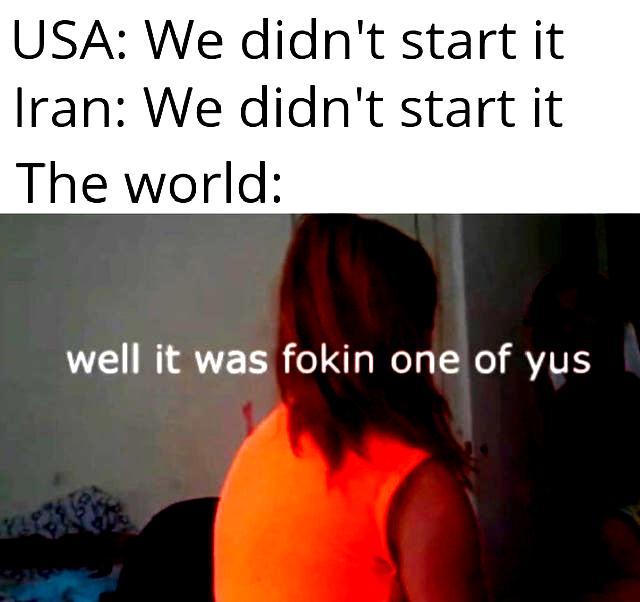 USA: We didn't start it
Iran: We didn't start it
The world:
well it was fokin one of yus